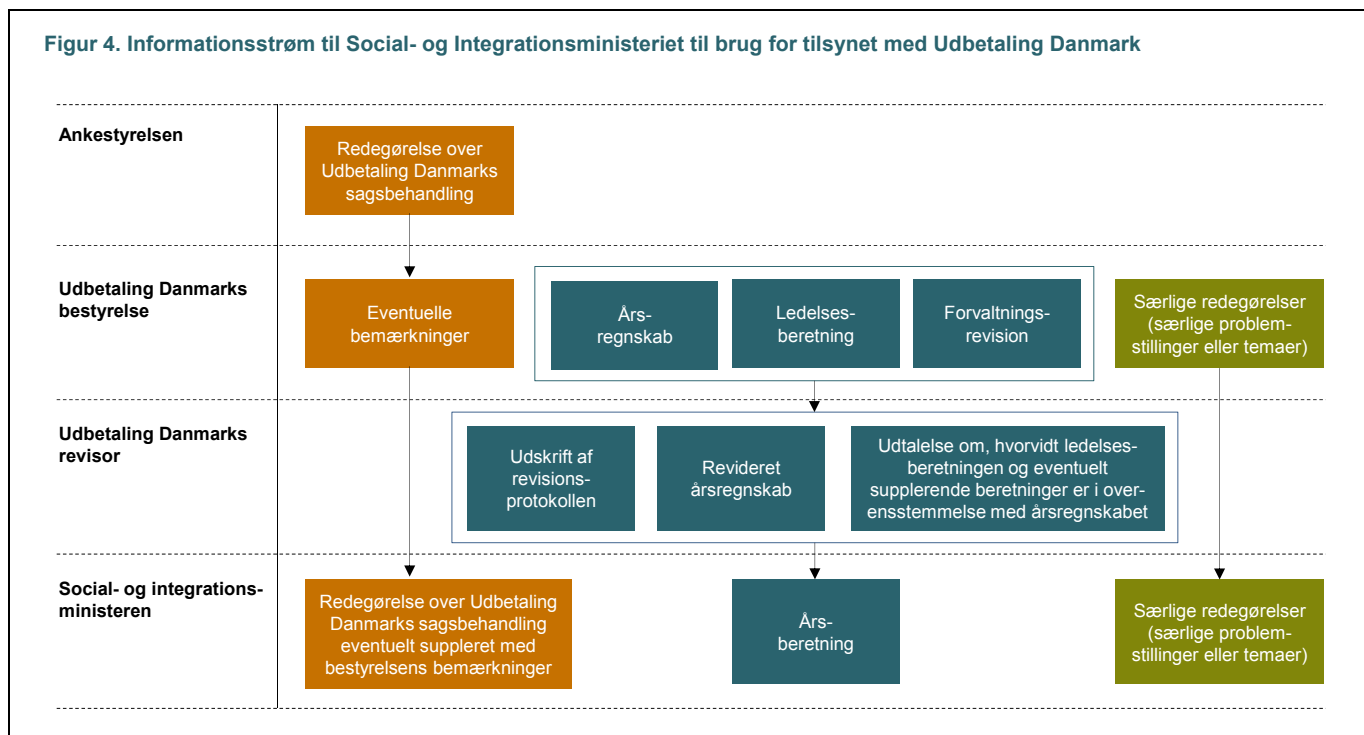 Figur 4. Informationsstrøm til Social- og Integrationsministeriet til brug for tilsynet med Udbetaling Danmark
Ankestyrelsen
Redegørelse over
Udbetaling Danmarks
sagsbehandling
Udbetaling Danmarks
bestyrelse
Eventuelle
bemærkninger
Års-
regnskab
Ledelses-
beretning
Forvaltnings-
revision
Særlige redegørelser
(særlige problem-
stillinger eller temaer)
Udbetaling Danmarks
revisor
Udskrift af
revisions-
protokollen
Revideret
årsregnskab
Udtalelse om, hvorvidt ledelses-
beretningen og eventuelt
supplerende beretninger er i over-
ensstemmelse med årsregnskabet
Social- og integrations-
ministeren
Redegørelse over Udbetaling
Danmarks sagsbehandling
eventuelt suppleret med
bestyrelsens bemærkninger
Års-
beretning
Særlige redegørelser
(særlige problem-
stillinger eller temaer)